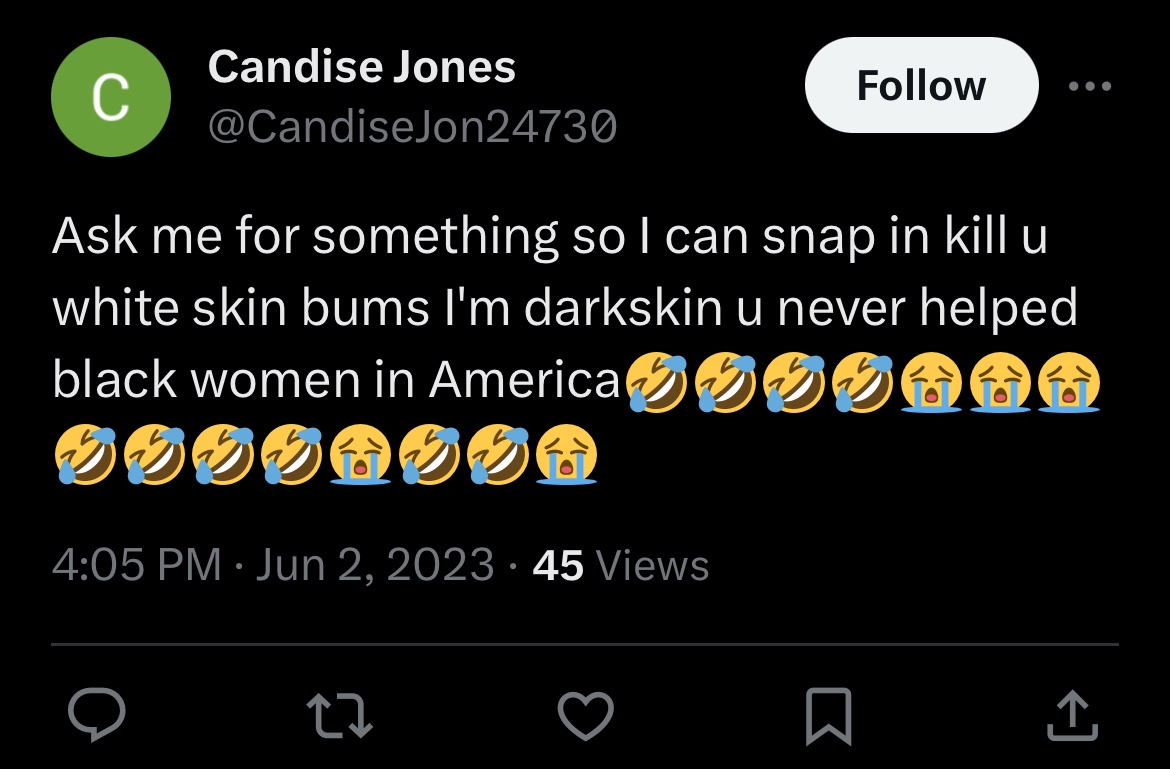 C
Candise Jones
Follow
@CandiseJon24730
Ask me for something so I can snap in kill u
white skin bums I'm darkskin u never helped
black women in America🤣🤣🤣🤣😭😭😭
🤣🤣🤣🤣😭🤣🤣😭
4:05 PM · Jun 2, 2023 · 45 Views